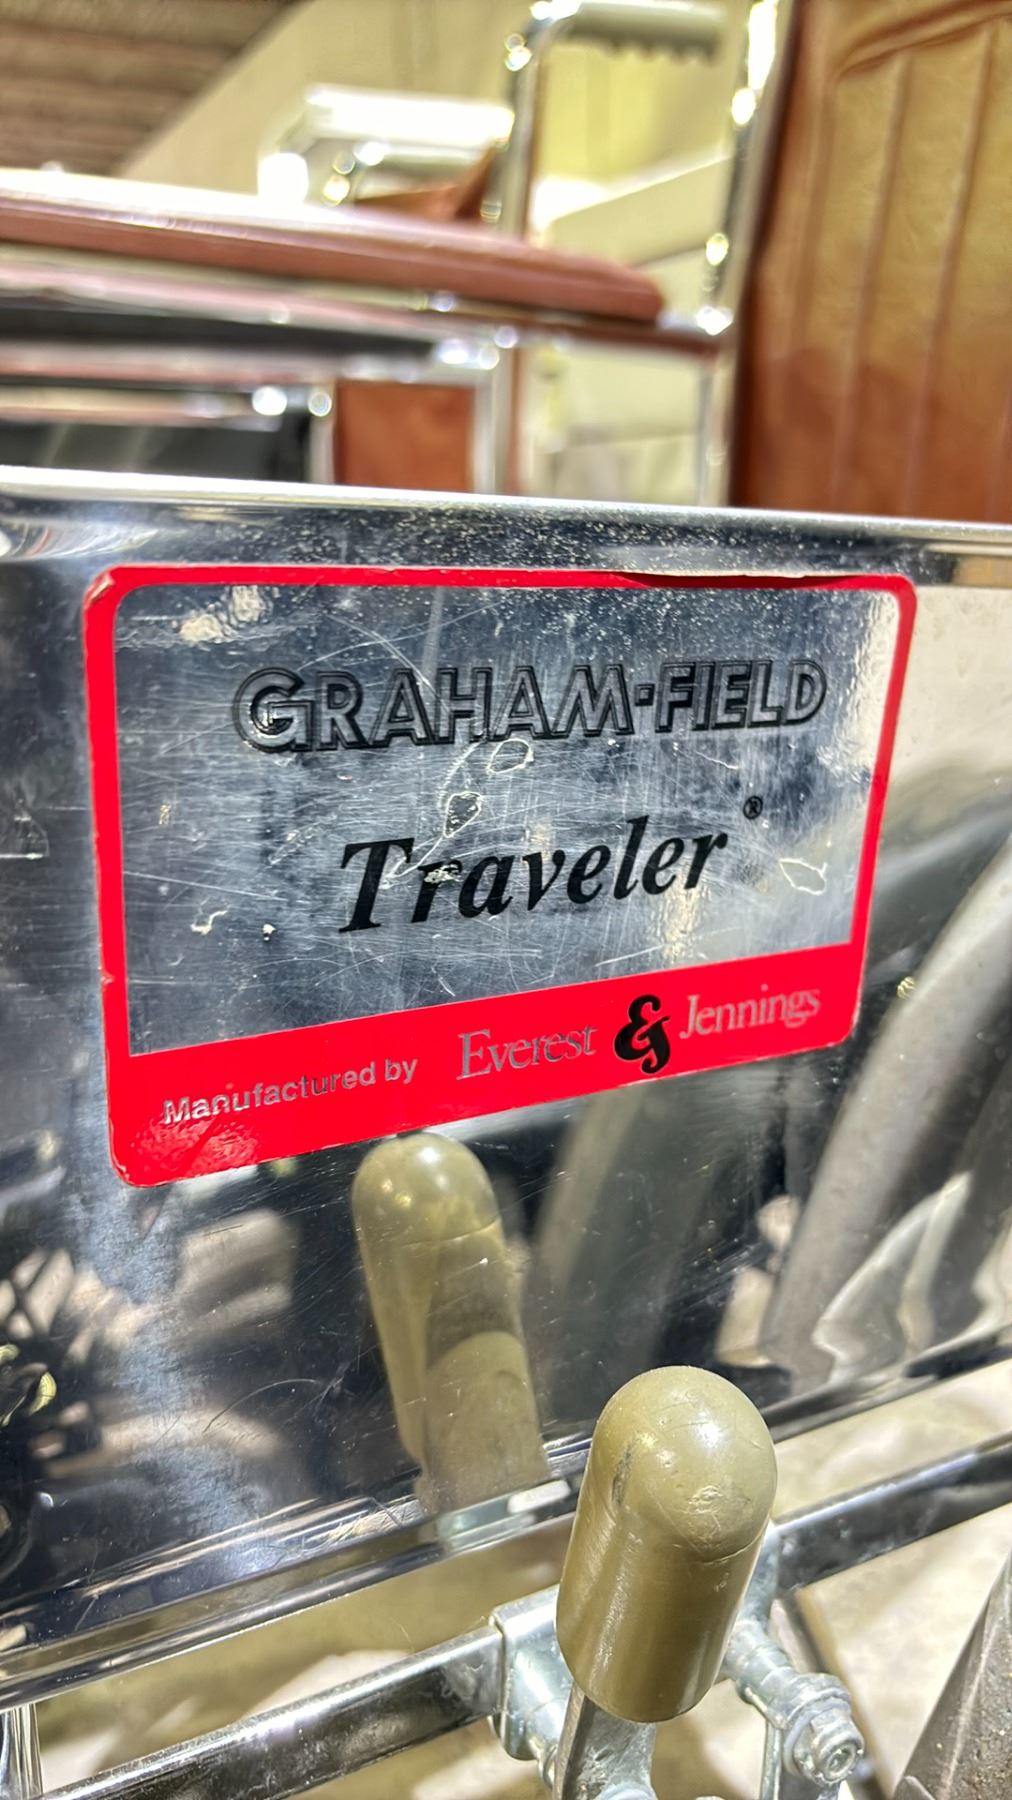 GRAHAM-FIELD
Traveler®
Manufactured by Everest & Jennings